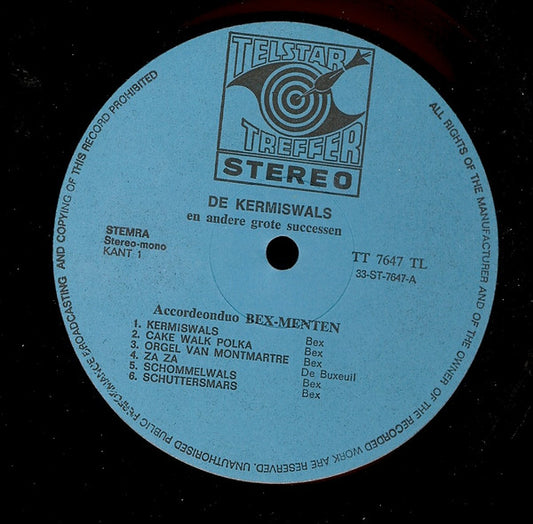 TELSTAR
TREFFER
STEREO
DE KERMISWALS
en andere grote successen
STEMRA
Stereo-mono
KANT 1
TT 7647 TL
33-ST-7647-A
Accordeonduo BEX-MENTEN
1. KERMISWALS Bex
2. CAKE WALK POLKA Bex
3. ORGEL VAN MONTMARTRE Bex
4. ZA ZA De Buxeuil
5. SCHOMMELWALS Bex
6. SCHUTTERSMARS Bex
ALL RIGHTS OF THE MANUFACTURER AND OF THE OWNER OF THE RECORDED WORK ARE RESERVED. UNAUTHORISED PUBLIC PERFORMANCE BROADCASTING AND COPYING OF THIS RECORD PROHIBITED